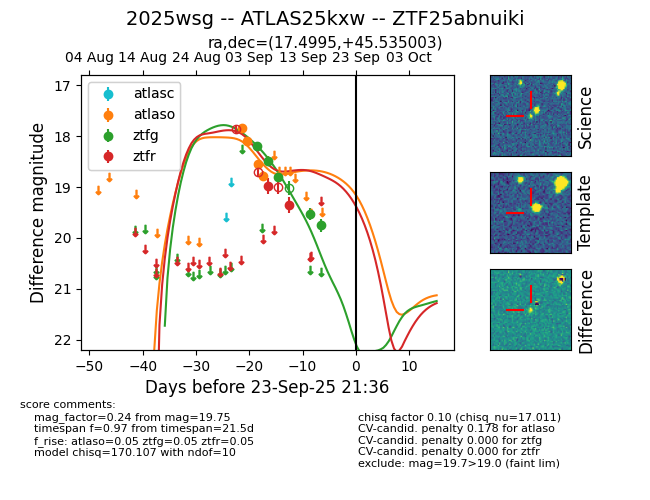 2025wsg -- ATLAS25kxw -- ZTF25abnuiki
ra,dec=(17.4995,+45.535003)
04 Aug 14 Aug 24 Aug 03 Sep 13 Sep 23 Sep 03 Oct
atlasc
atlaso
ztfg
ztfr
17
18
19
20
21
22
Difference magnitude
−50 −40 −30 −20 −10 0 10
Days before 23-Sep-25 21:36
Science
Template
Difference
score comments:
mag_factor=0.24 from mag=19.75
timespan f=0.97 from timespan=21.5d
f_rise: atlaso=0.05 ztfg=0.05 ztfr=0.05
model chisq=170.107 with ndof=10
chisq factor 0.10 (chisq_nu=17.011)
CV-candid. penalty 0.178 for atlaso
CV-candid. penalty 0.000 for ztfg
CV-candid. penalty 0.000 for ztfr
exclude: mag=19.7>19.0 (faint lim)